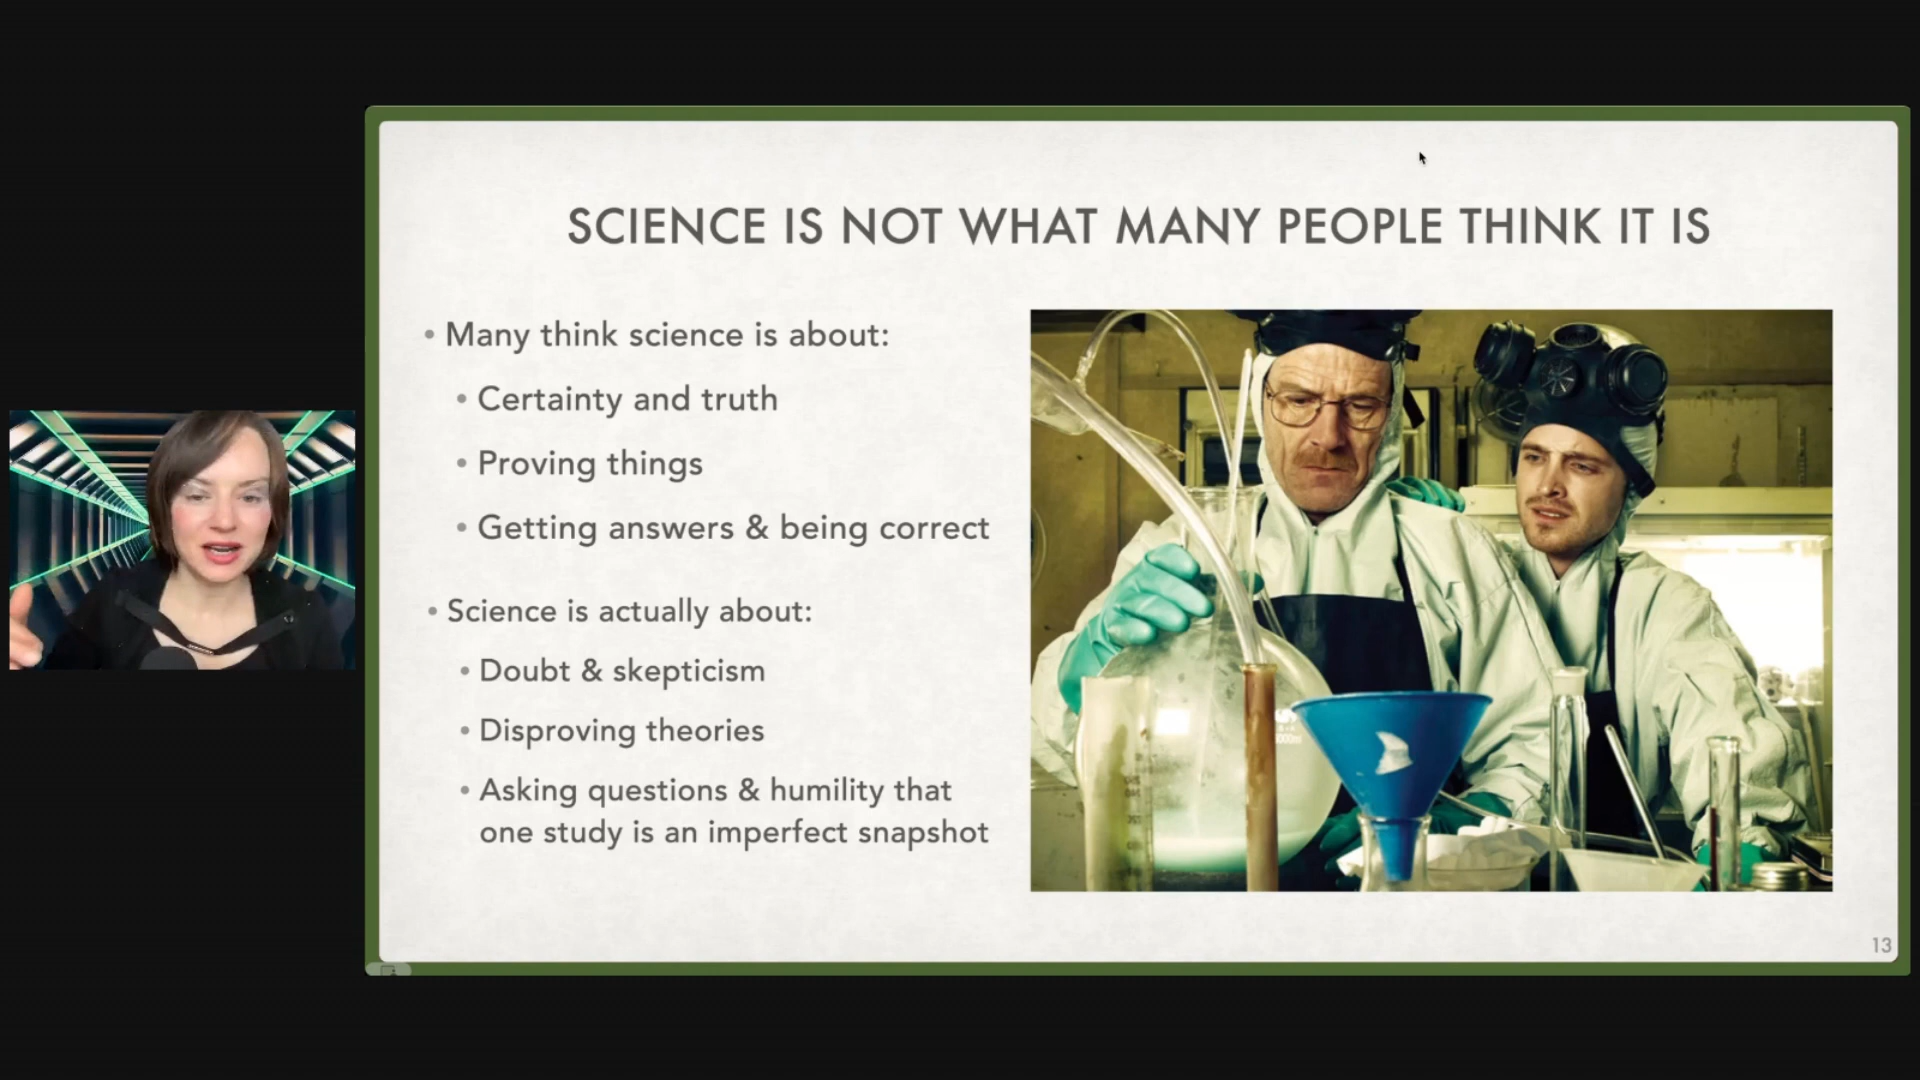 SCIENCE IS NOT WHAT MANY PEOPLE THINK IT IS
• Many think science is about:
• Certainty and truth
• Proving things
• Getting answers & being correct
• Science is actually about:
• Doubt & skepticism
• Disproving theories
• Asking questions & humility that
one study is an imperfect snapshot
13